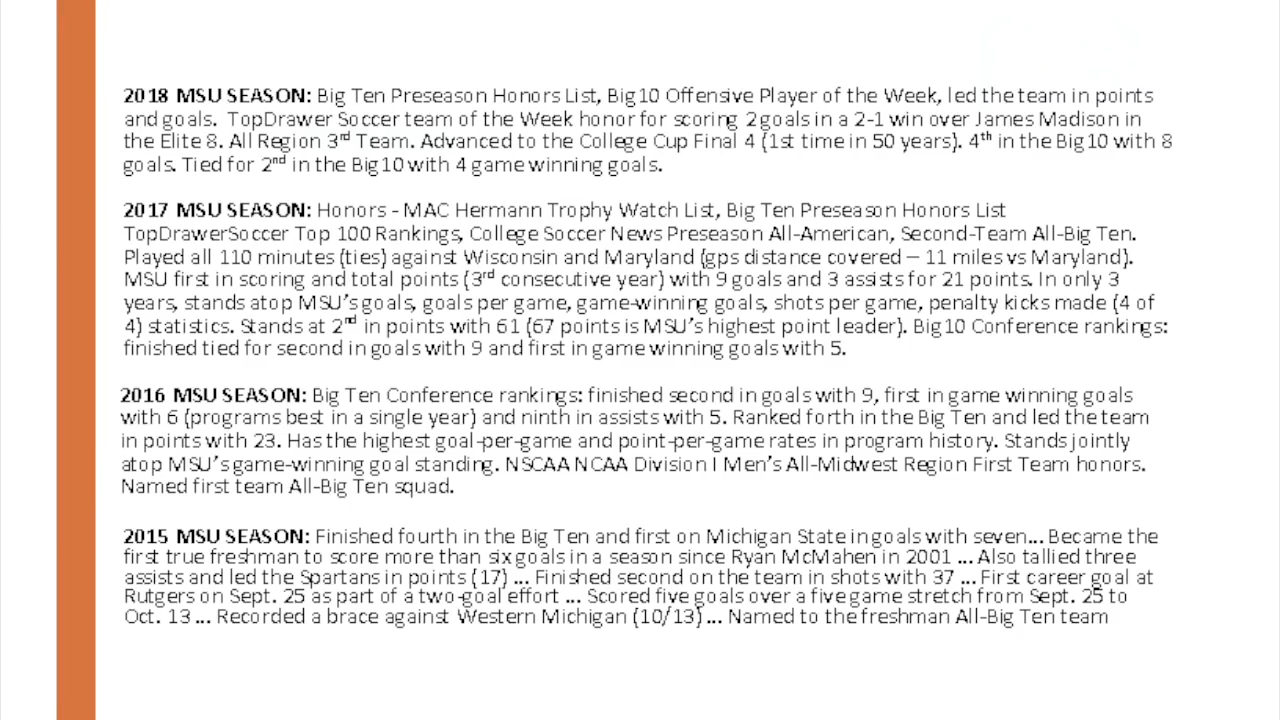 2018 MSU SEASON: Big Ten Preseason Honors List, Big10 Offensive Player of the Week, led the team in points
and goals. TopDrawer Soccer team of the Week honor for scoring 2 goals in a 2-1 win over James Madison in
the Elite 8. All Region 3rd Team. Advanced to the College Cup Final 4 (1st time in 50 years). 4th in the Big10 with 8
goals. Tied for 2nd in the Big10 with 4 game winning goals.
2017 MSU SEASON: Honors - MAC Hermann Trophy Watch List, Big Ten Preseason Honors List
TopDrawerSoccer Top 100 Rankings, College Soccer News Preseason All-American, Second-Team All-Big Ten.
Played all 110 minutes (ties) against Wisconsin and Maryland (gps distance covered – 11 miles vs Maryland).
MSU first in scoring and total points (3rd consecutive year) with 9 goals and 3 assists for 21 points. In only 3
years, stands atop MSU's goals, goals per game, game-winning goals, shots per game, penalty kicks made (4 of
4) statistics. Stands at 2nd in points with 61 (67 points is MSU's highest point leader). Big10 Conference rankings:
finished tied for second in goals with 9 and first in game winning goals with 5.
2016 MSU SEASON: Big Ten Conference rankings: finished second in goals with 9, first in game winning goals
with 6 (programs best in a single year) and ninth in assists with 5. Ranked forth in the Big Ten and led the team
in points with 23. Has the highest goal-per-game and point-per-game rates in program history. Stands jointly
atop MSU's game-winning goal standing. NSCAA NCAA Division I Men's All-Midwest Region First Team honors.
Named first team All-Big Ten squad.
2015 MSU SEASON: Finished fourth in the Big Ten and first on Michigan State in goals with seven... Became the
first true freshman to score more than six goals in a season since Ryan McMahen in 2001 ... Also tallied three
assists and led the Spartans in points (17) ... Finished second on the team in shots with 37 ... First career goal at
Rutgers on Sept. 25 as part of a two-goal effort ... Scored five goals over a five game stretch from Sept. 25 to
Oct. 13 ... Recorded a brace against Western Michigan (10/13) ... Named to the freshman All-Big Ten team